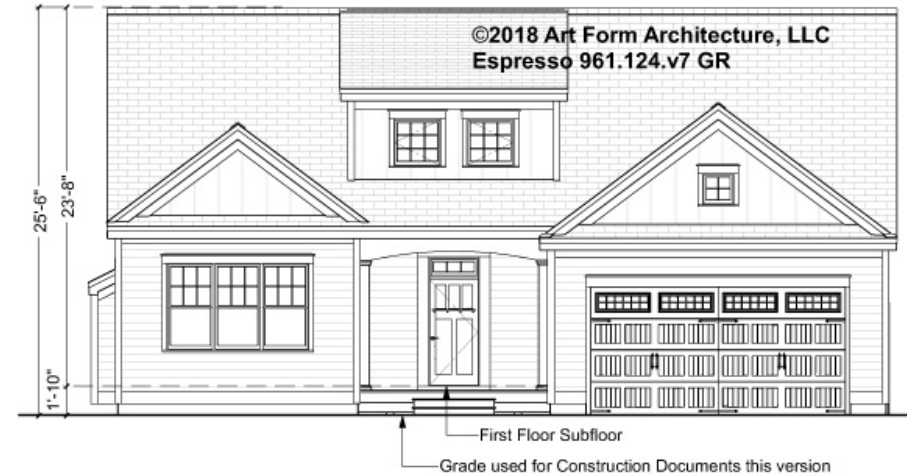 ©2018 Art Form Architecture, LLC
Espresso 961.124.v7 GR
25'-6"
23'-8"
1'-10"
First Floor Subfloor
Grade used for Construction Documents this version